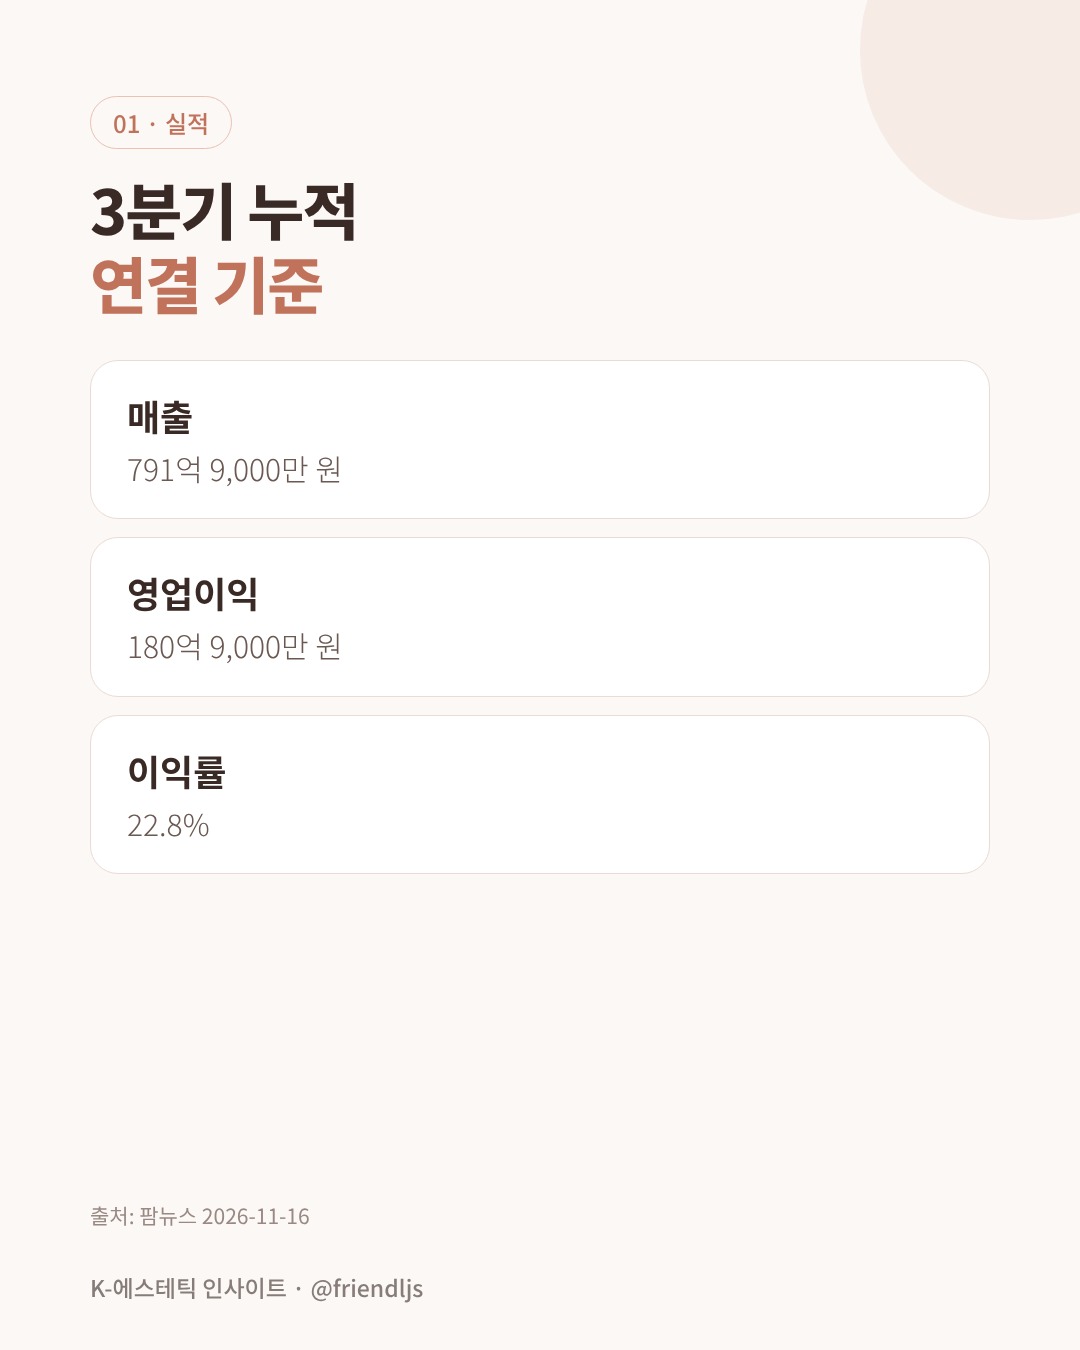 01 · 실적
3분기 누적
연결 기준
매출
791억 9,000만 원
영업이익
180억 9,000만 원
이익률
22.8%
출처: 팜뉴스 2026-11-16
K-에스테틱 인사이트 · @friendljs